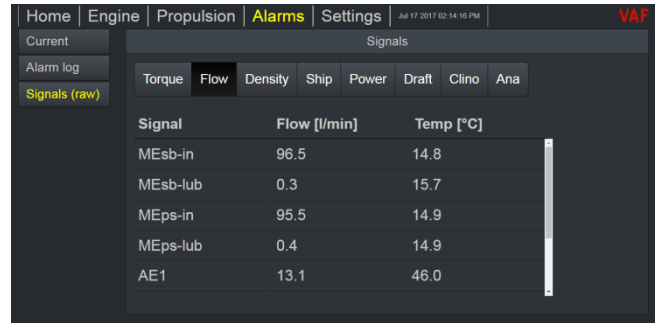 Home Engine Propulsion Alarms Settings Jul 17 2017 02:14:16 PM VAF
Current
Alarm log
Signals (raw)
Signals
Torque Flow Density Ship Power Draft Clino Ana
Signal Flow [l/min] Temp [°C]
MEsb-in 96.5 14.8
MEsb-lub 0.3 15.7
MEps-in 95.5 14.9
MEps-lub 0.4 14.9
AE1 13.1 46.0